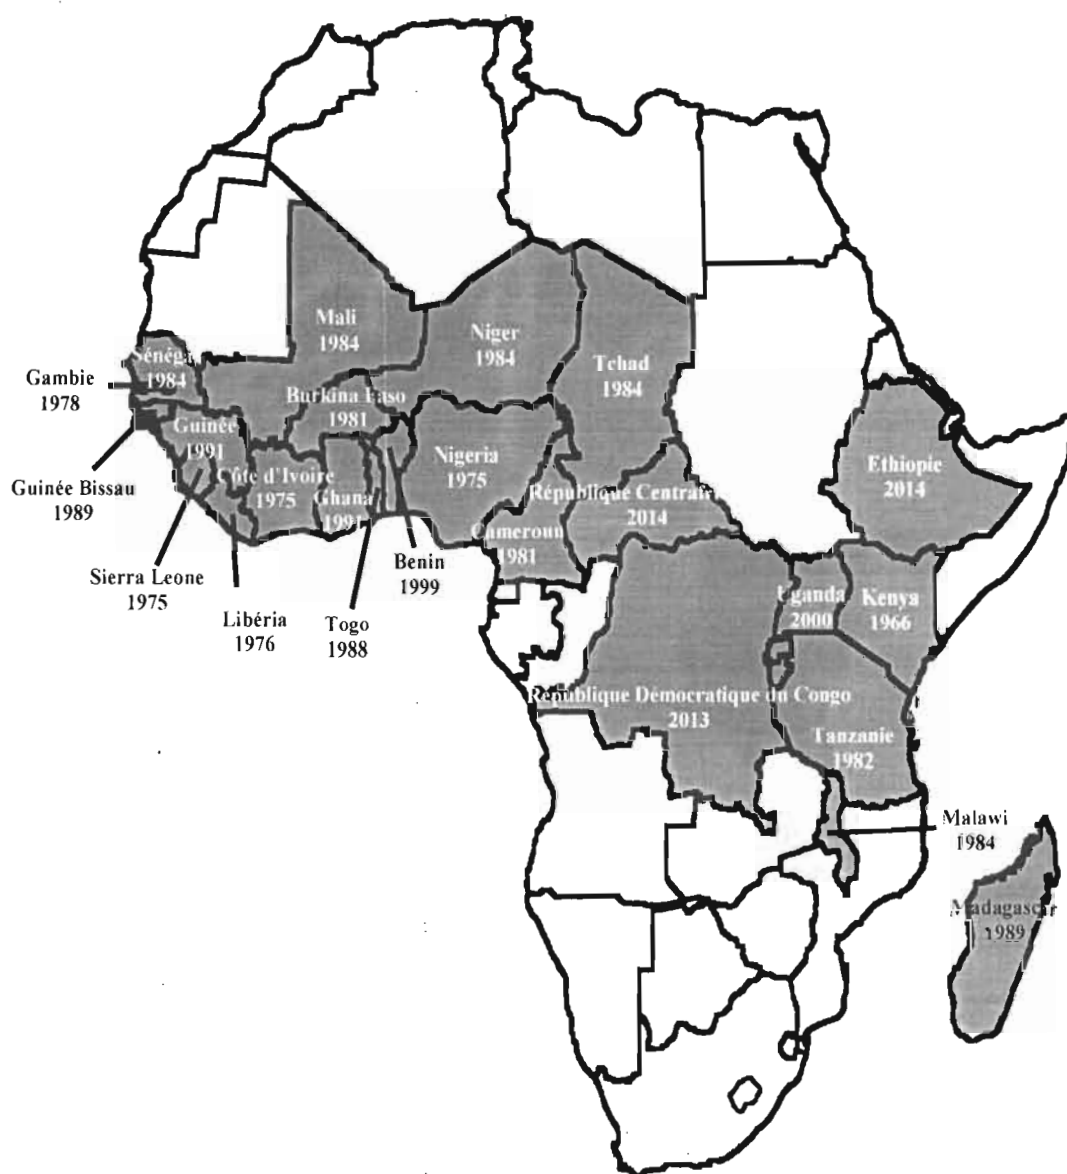 Mali
1984
Niger
1984
Tchad
1984
Sénéga
1984
Gambie
1978
Burkina Faso
1981
Guinée
1991
Nigeria
1975
Ethiopie
2014
Côte d'Ivoire
1975
Ghana
1991
Guinée Bissau
1989
République Centrafri
2014
Cameroun
1981
Benin
1999
Sierra Leone
1975
Libéria
1976
Togo
1988
Uganda
2000
Kenya
1966
République Démocratique du Congo
2013
Tanzanie
1982
Malawi
1984
Madagascar
1989